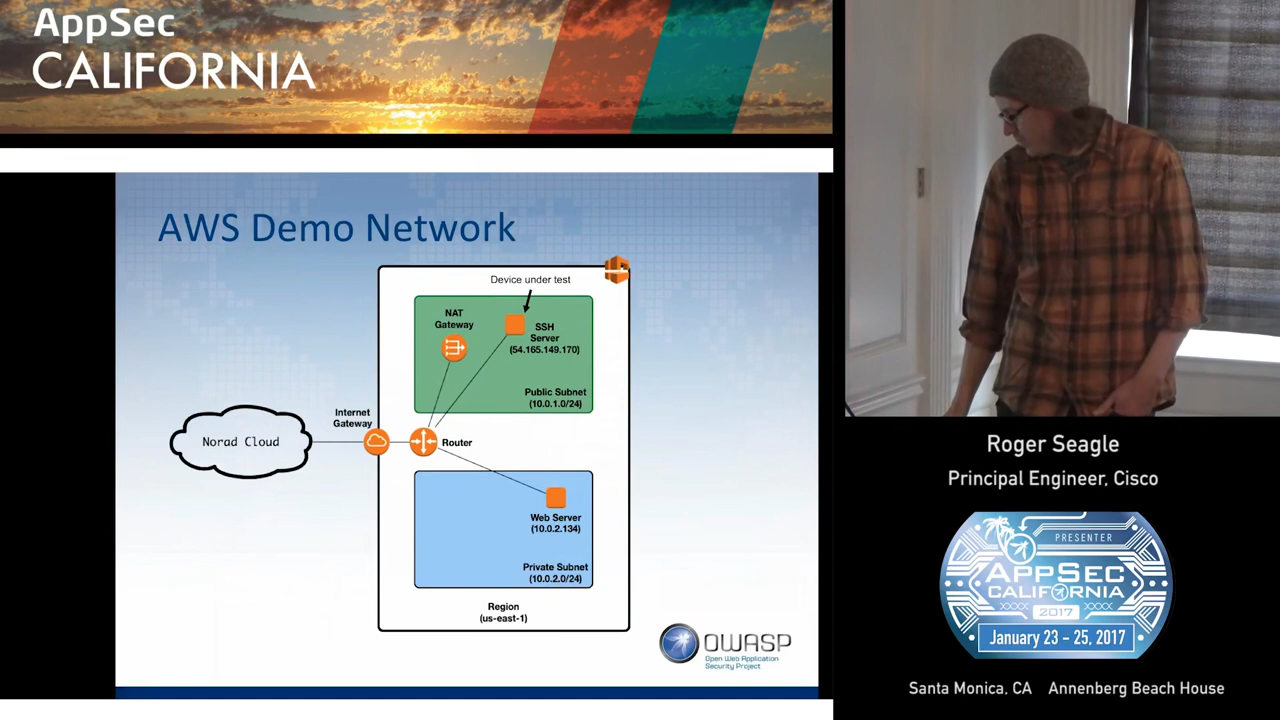 AppSec
CALIFORNIA
AWS Demo Network
Device under test
NAT
Gateway
SSH
Server
(54.165.149.170)
Public Subnet
(10.0.1.0/24)
Internet
Gateway
Norad Cloud
Router
Web Server
(10.0.2.134)
Private Subnet
(10.0.2.0/24)
Region
(us-east-1)
OWASP
Open Web Application
Security Project
Roger Seagle
Principal Engineer, Cisco
PRESENTER
APPSEC
CALIFORNIA
2017
January 23 – 25, 2017
Santa Monica, CA Annenberg Beach House